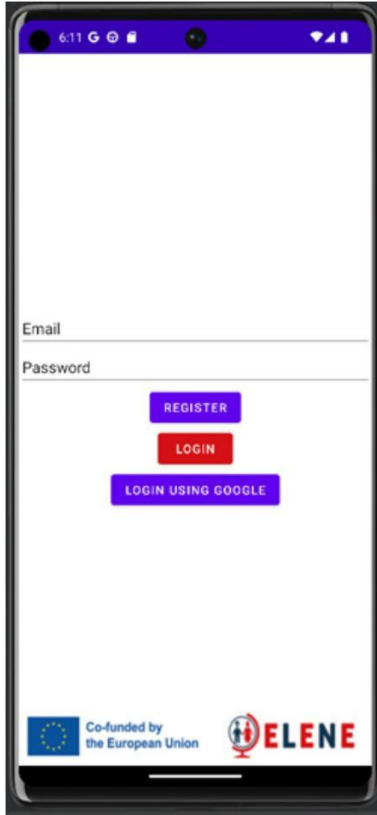 6:11 G
Email
Password
REGISTER
LOGIN
LOGIN USING GOOGLE
Co-funded by
the European Union
ELENE